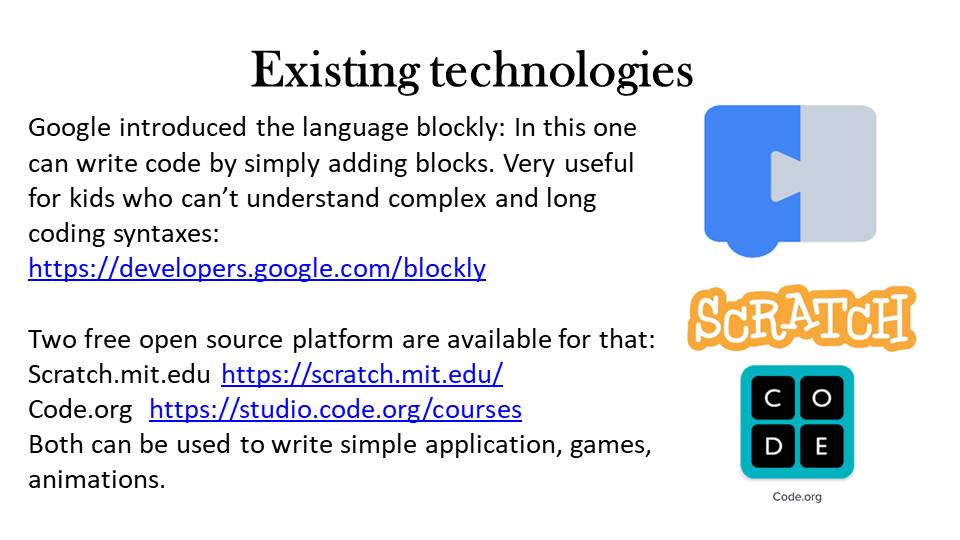 Existing technologies
Google introduced the language blockly: In this one
can write code by simply adding blocks. Very useful
for kids who can't understand complex and long
coding syntaxes:
https://developers.google.com/blockly
Two free open source platform are available for that:
Scratch.mit.edu https://scratch.mit.edu/
Code.org https://studio.code.org/courses
Both can be used to write simple application, games,
animations.
SCRATCH
C O
D E
Code.org